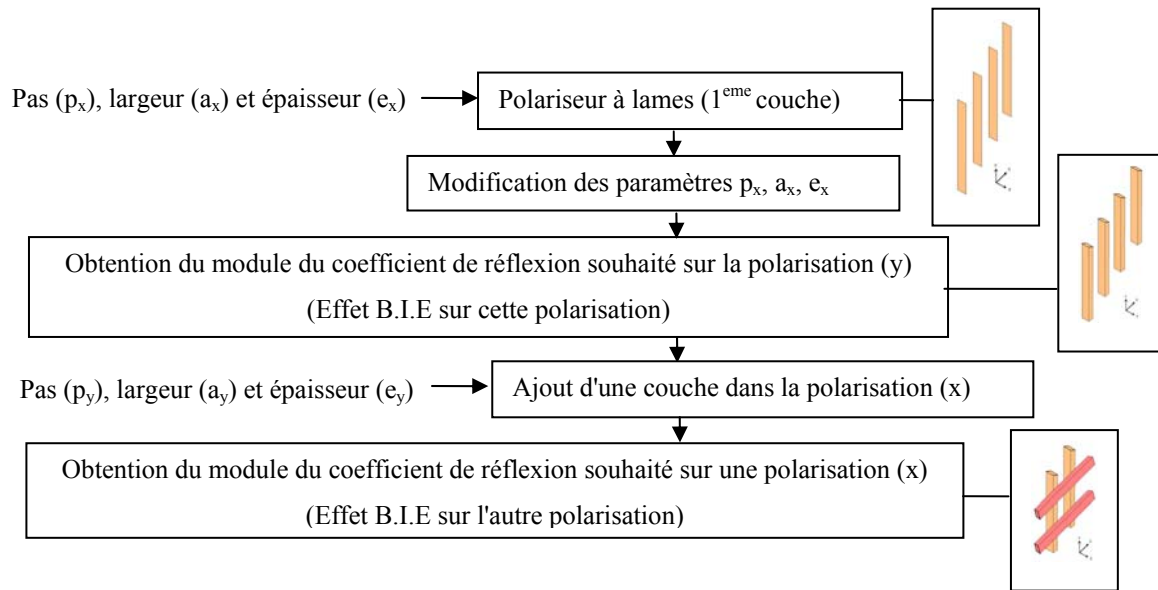 Pas (pₓ), largeur (aₓ) et épaisseur (eₓ)
Polariseur à lames (1ᵉᵐᵉ couche)
Modification des paramètres pₓ, aₓ, eₓ
Obtention du module du coefficient de réflexion souhaité sur la polarisation (y)
(Effet B.I.E sur cette polarisation)
Pas (p_y), largeur (a_y) et épaisseur (e_y)
Ajout d'une couche dans la polarisation (x)
Obtention du module du coefficient de réflexion souhaité sur une polarisation (x)
(Effet B.I.E sur l'autre polarisation)